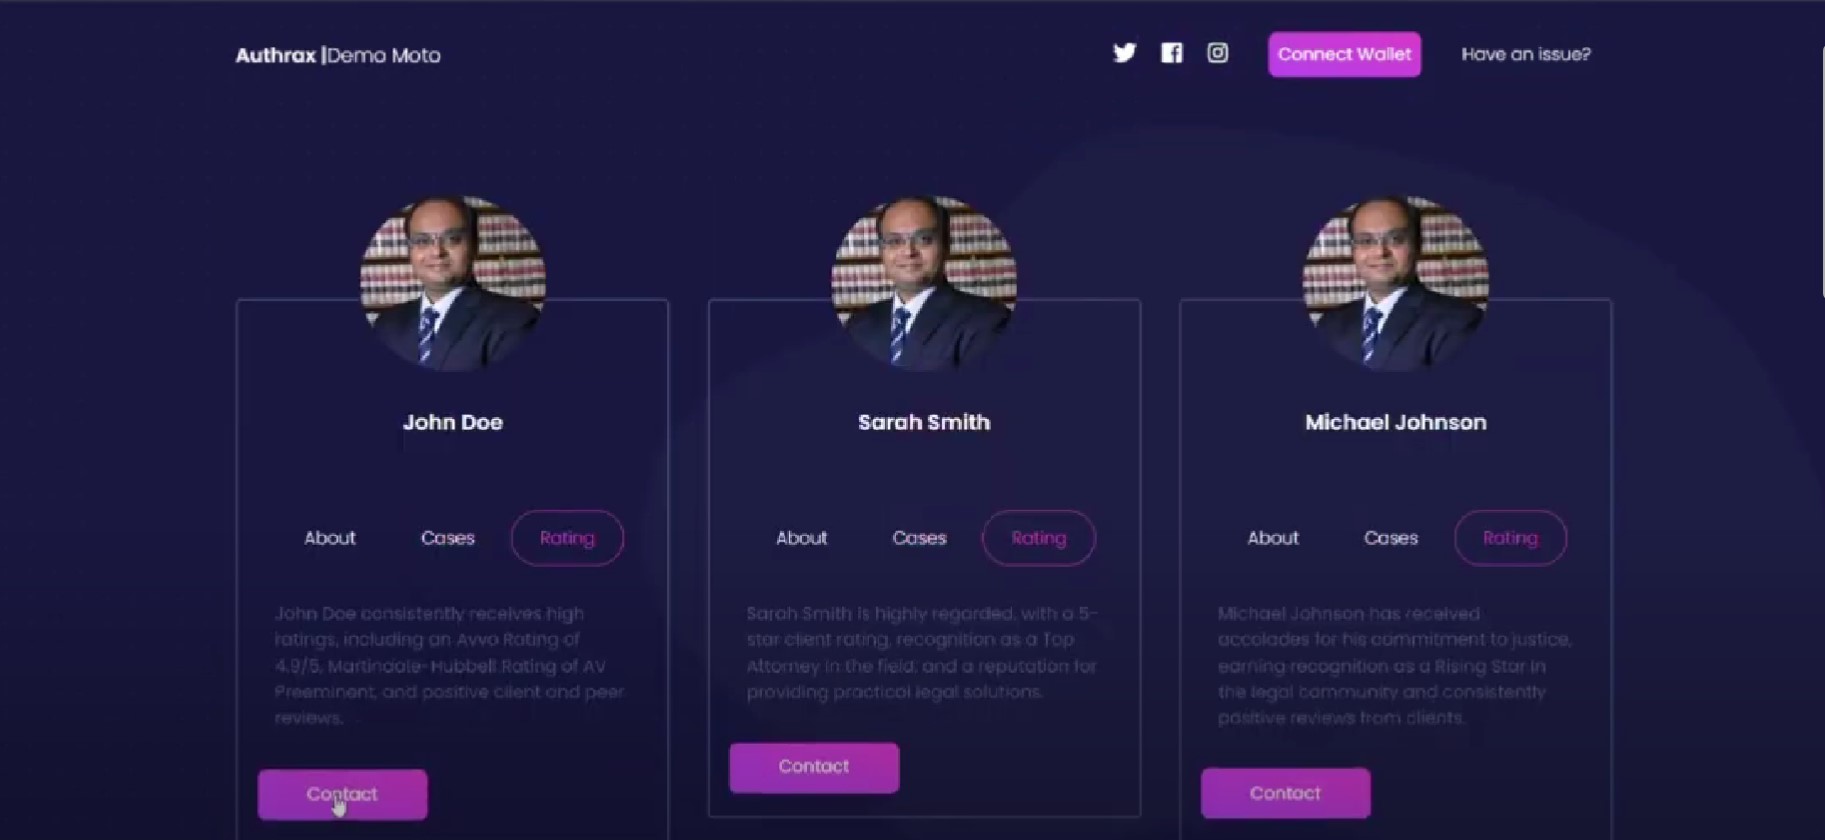 Authrax |Demo Moto
Connect Wallet
Have an issue?
John Doe
About Cases Rating
John Doe consistently receives high
ratings, including an Avvo Rating of
4.9/5, Martindale-Hubbell Rating of AV
Preeminent, and positive client and peer
reviews.
Contact
Sarah Smith
About Cases Rating
Sarah Smith is highly regarded, with a 5-
star client rating, recognition as a Top
Attorney in the field, and a reputation for
providing practical legal solutions.
Contact
Michael Johnson
About Cases Rating
Michael Johnson has received
accolades for his commitment to justice,
earning recognition as a Rising Star in
the legal community and consistently
positive reviews from clients.
Contact